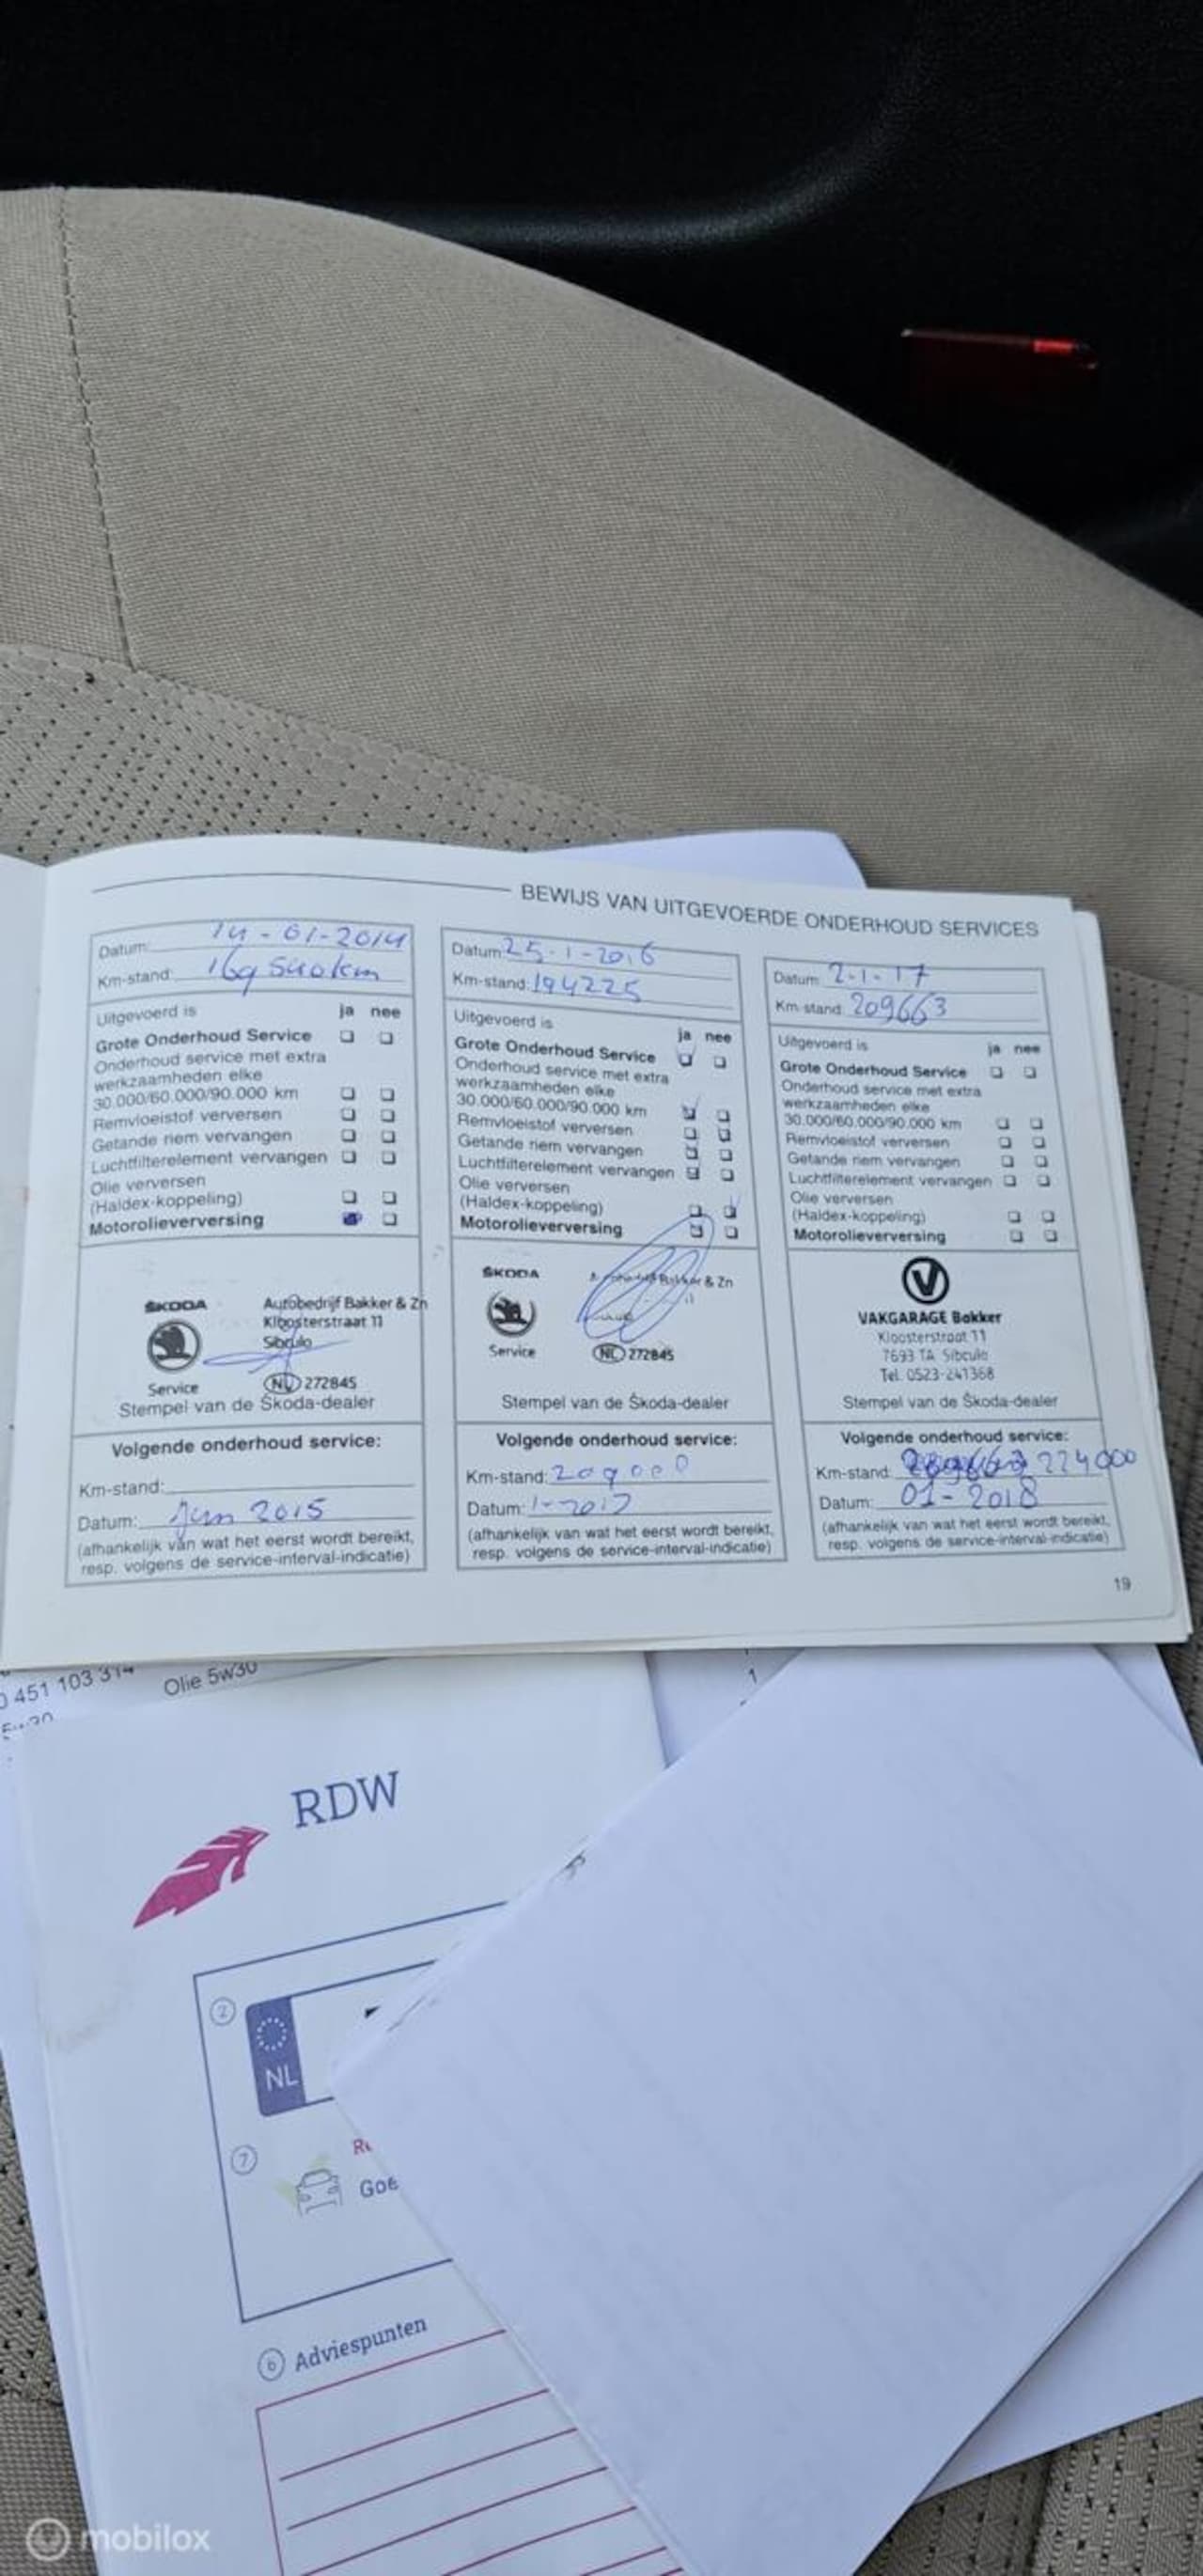 BEWIJS VAN UITGEVOERDE ONDERHOUD SERVICES
Datum: 14-01-2014
Km-stand: 169540km
Uitgevoerd is ja nee
Grote Onderhoud Service
Onderhoud service met extra
werkzaamheden elke
30.000/60.000/90.000 km
Remvloeistof verversen
Getande riem vervangen
Luchtfilterelement vervangen
Olie verversen
(Haldex-koppeling)
Motorolieverversing
ŠKODA
Service
Autobedrijf Bakker & Zn
Kloosterstraat 11
Sibculo
NL 272845
Stempel van de Škoda-dealer
Volgende onderhoud service:
Km-stand:
Datum: Jun 2015
(afhankelijk van wat het eerst wordt bereikt,
resp. volgens de service-interval-indicatie)
Datum: 25-1-2016
Km-stand: 194225
Uitgevoerd is
ja nee
Grote Onderhoud Service
Onderhoud service met extra
werkzaamheden elke
30.000/60.000/90.000 km
Remvloeistof verversen
Getande riem vervangen
Luchtfilterelement vervangen
Olie verversen
(Haldex-koppeling)
Motorolieverversing
ŠKODA
Service
Bakker & Zn
NL 272845
Stempel van de Škoda-dealer
Volgende onderhoud service:
Km-stand: 209000
Datum: 1-2017
(afhankelijk van wat het eerst wordt bereikt,
resp. volgens de service-interval-indicatie)
Datum: 2-1-17
Km-stand: 209663
Uitgevoerd is
ja nee
Grote Onderhoud Service
Onderhoud service met extra
werkzaamheden elke
30.000/60.000/90.000 km
Remvloeistof verversen
Getande riem vervangen
Luchtfilterelement vervangen
Olie verversen
(Haldex-koppeling)
Motorolieverversing
V
VAKGARAGE Bakker
Kloosterstraat 11
7693 TA Sibculo
Tel. 0523-241368
Stempel van de Škoda-dealer
Volgende onderhoud service:
Km-stand: 224000
Datum: 01-2018
(afhankelijk van wat het eerst wordt bereikt,
resp. volgens de service-interval-indicatie)
19
0 451 103 314 Olie 5w30
1
RDW
2
NL
7
Goe
6 Adviespunten
mobilox